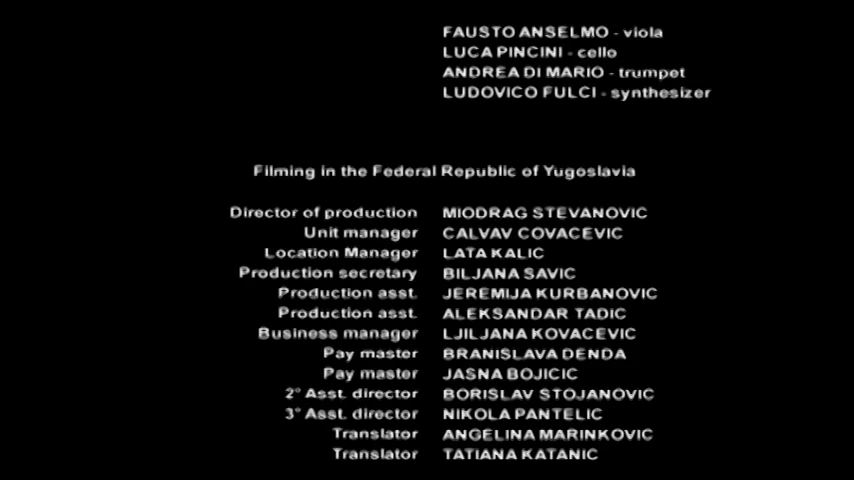 FAUSTO ANSELMO - viola
LUCA PINCINI - cello
ANDREA DI MARIO - trumpet
LUDOVICO FULCI - synthesizer
Filming in the Federal Republic of Yugoslavia
Director of production MIODRAG STEVANOVIC
Unit manager CALVAV COVACEVIC
Location Manager LATA KALIC
Production secretary BILJANA SAVIC
Production asst. JEREMIJA KURBANOVIC
Production asst. ALEKSANDAR TADIC
Business manager LJILJANA KOVACEVIC
Pay master BRANISLAVA DENDA
Pay master JASNA BOJICIC
2° Asst. director BORISLAV STOJANOVIC
3° Asst. director NIKOLA PANTELIC
Translator ANGELINA MARINKOVIC
Translator TATIANA KATANIC